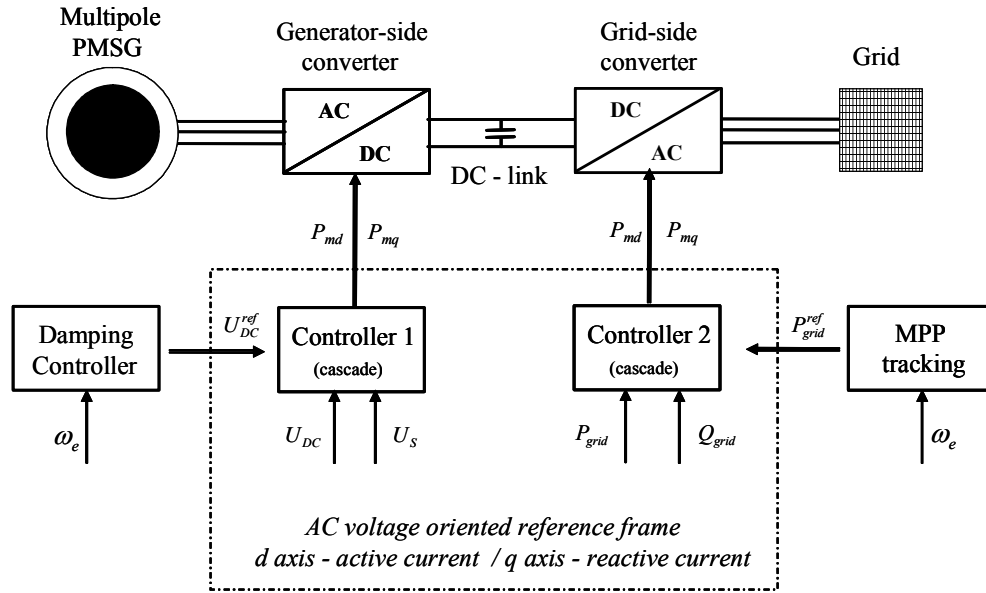 Multipole
PMSG
Generator-side
converter
Grid-side
converter
Grid
AC
DC
DC
AC
DC - link
P_md P_mq
P_md P_mq
Damping
Controller
U_DC^ref
Controller 1
(cascade)
Controller 2
(cascade)
P_grid^ref
MPP
tracking
ω_e
U_DC U_S
P_grid Q_grid
ω_e
AC voltage oriented reference frame
d axis - active current / q axis - reactive current